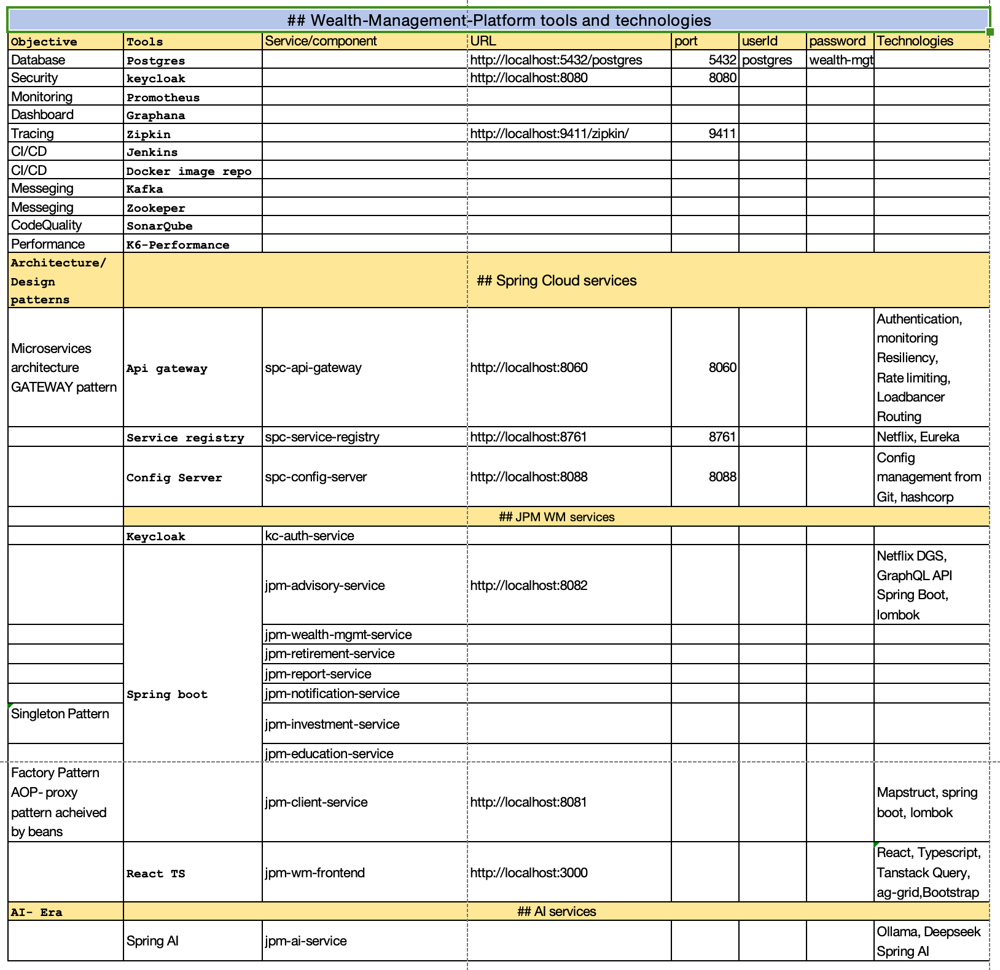 ## Wealth-Management-Platform tools and technologies
Objective Tools Service/component URL port userId password Technologies
Database Postgres http://localhost:5432/postgres 5432 postgres wealth-mgt
Security keycloak http://localhost:8080 8080
Monitoring Promotheus
Dashboard Graphana
Tracing Zipkin http://localhost:9411/zipkin/ 9411
CI/CD Jenkins
CI/CD Docker image repo
Messeging Kafka
Messeging Zookeper
CodeQuality SonarQube
Performance K6-Performance
Architecture/
Design
patterns
## Spring Cloud services
Microservices
architecture
GATEWAY pattern
Api gateway spc-api-gateway http://localhost:8060 8060
Authentication,
monitoring
Resiliency,
Rate limiting,
Loadbancer
Routing
Service registry spc-service-registry http://localhost:8761 8761 Netflix, Eureka
Config Server spc-config-server http://localhost:8088 8088
Config
management from
Git, hashcorp
## JPM WM services
Keycloak kc-auth-service
Spring boot
jpm-advisory-service http://localhost:8082
Netflix DGS,
GraphQL API
Spring Boot,
lombok
jpm-wealth-mgmt-service
jpm-retirement-service
jpm-report-service
jpm-notification-service
Singleton Pattern
jpm-investment-service
jpm-education-service
Factory Pattern
AOP- proxy
pattern acheived
by beans
jpm-client-service http://localhost:8081
Mapstruct, spring
boot, lombok
React TS jpm-wm-frontend http://localhost:3000
React, Typescript,
Tanstack Query,
ag-grid,Bootstrap
AI- Era ## AI services
Spring AI jpm-ai-service
Ollama, Deepseek
Spring AI